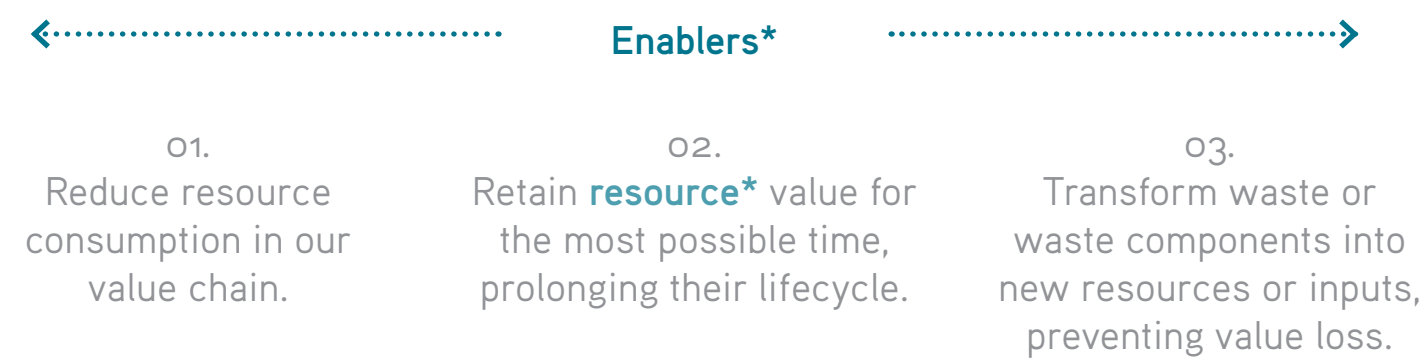 Enablers*
01.
Reduce resource
consumption in our
value chain.
02.
Retain resource* value for
the most possible time,
prolonging their lifecycle.
03.
Transform waste or
waste components into
new resources or inputs,
preventing value loss.